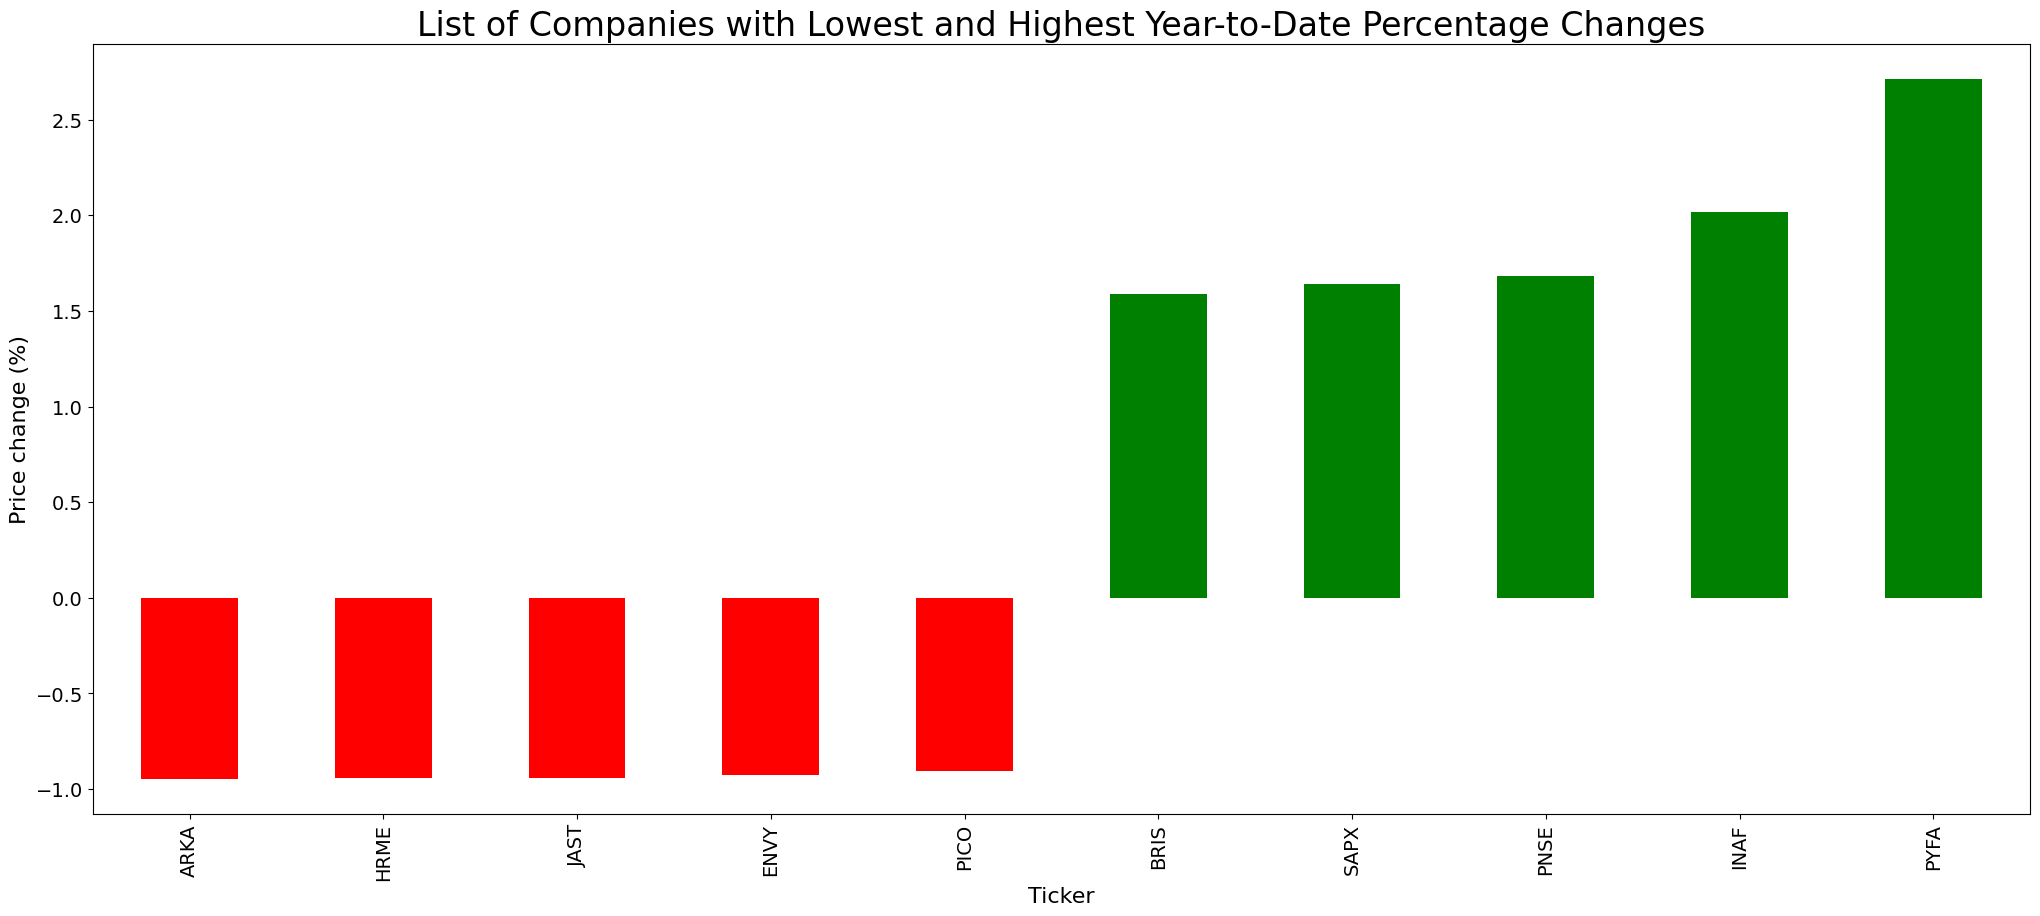 List of Companies with Lowest and Highest Year-to-Date Percentage Changes
Price change (%)
2.5
2.0
1.5
1.0
0.5
0.0
−0.5
−1.0
ARKA
HRME
JAST
ENVY
PICO
BRIS
SAPX
PNSE
INAF
PYFA
Ticker